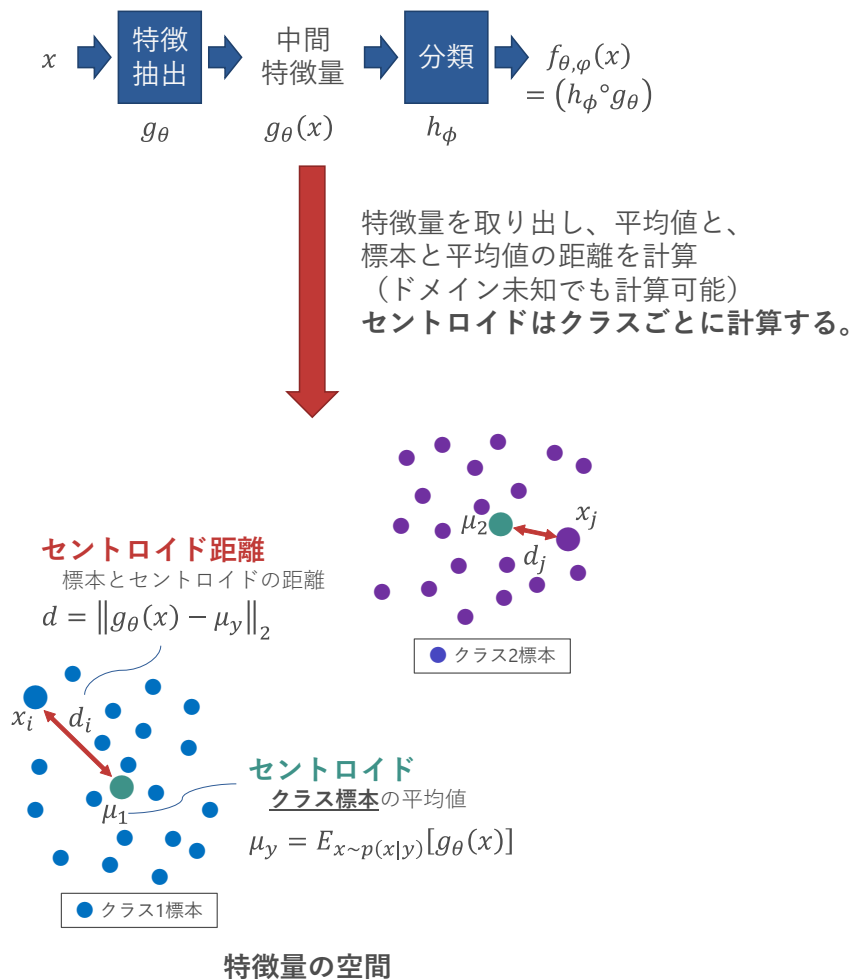 x
特徴
抽出
中間
特徴量
分類
f_{θ,φ}(x)
= (h_ϕ∘g_θ)
g_θ
g_θ(x)
h_ϕ
特徴量を取り出し、平均値と、
標本と平均値の距離を計算
（ドメイン未知でも計算可能）
セントロイドはクラスごとに計算する。
μ_2
x_j
d_j
クラス2標本
セントロイド距離
標本とセントロイドの距離
d = ‖g_θ(x) − μ_y‖_2
x_i
d_i
μ_1
セントロイド
クラス標本の平均値
μ_y = E_{x~p(x|y)}[g_θ(x)]
クラス1標本
特徴量の空間